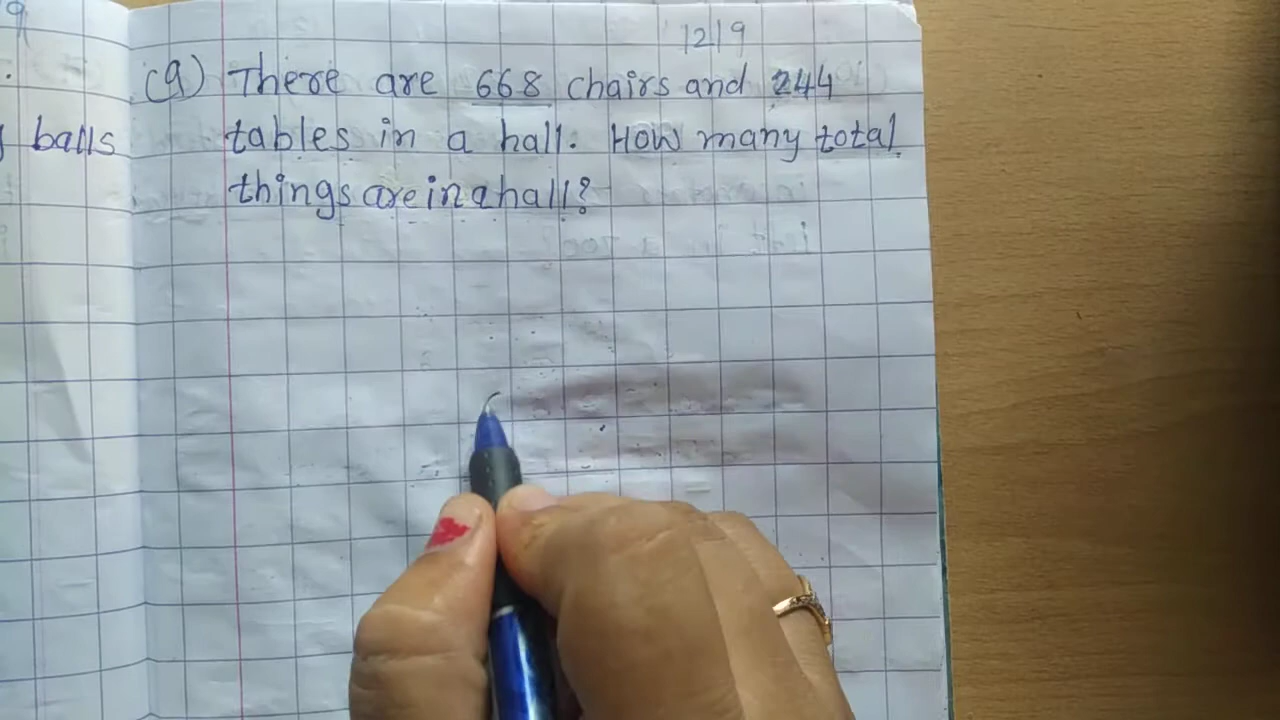 9
1219
(9) There are 668 chairs and 244
balls
tables in a hall. How many total
things are in a hall?